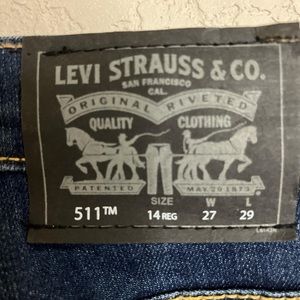 LEVI STRAUSS & CO.
SAN FRANCISCO
CAL.
ORIGINAL RIVETED
QUALITY CLOTHING
PATENTED MAY 20 1873
SIZE W L
511™ 14 REG 27 29